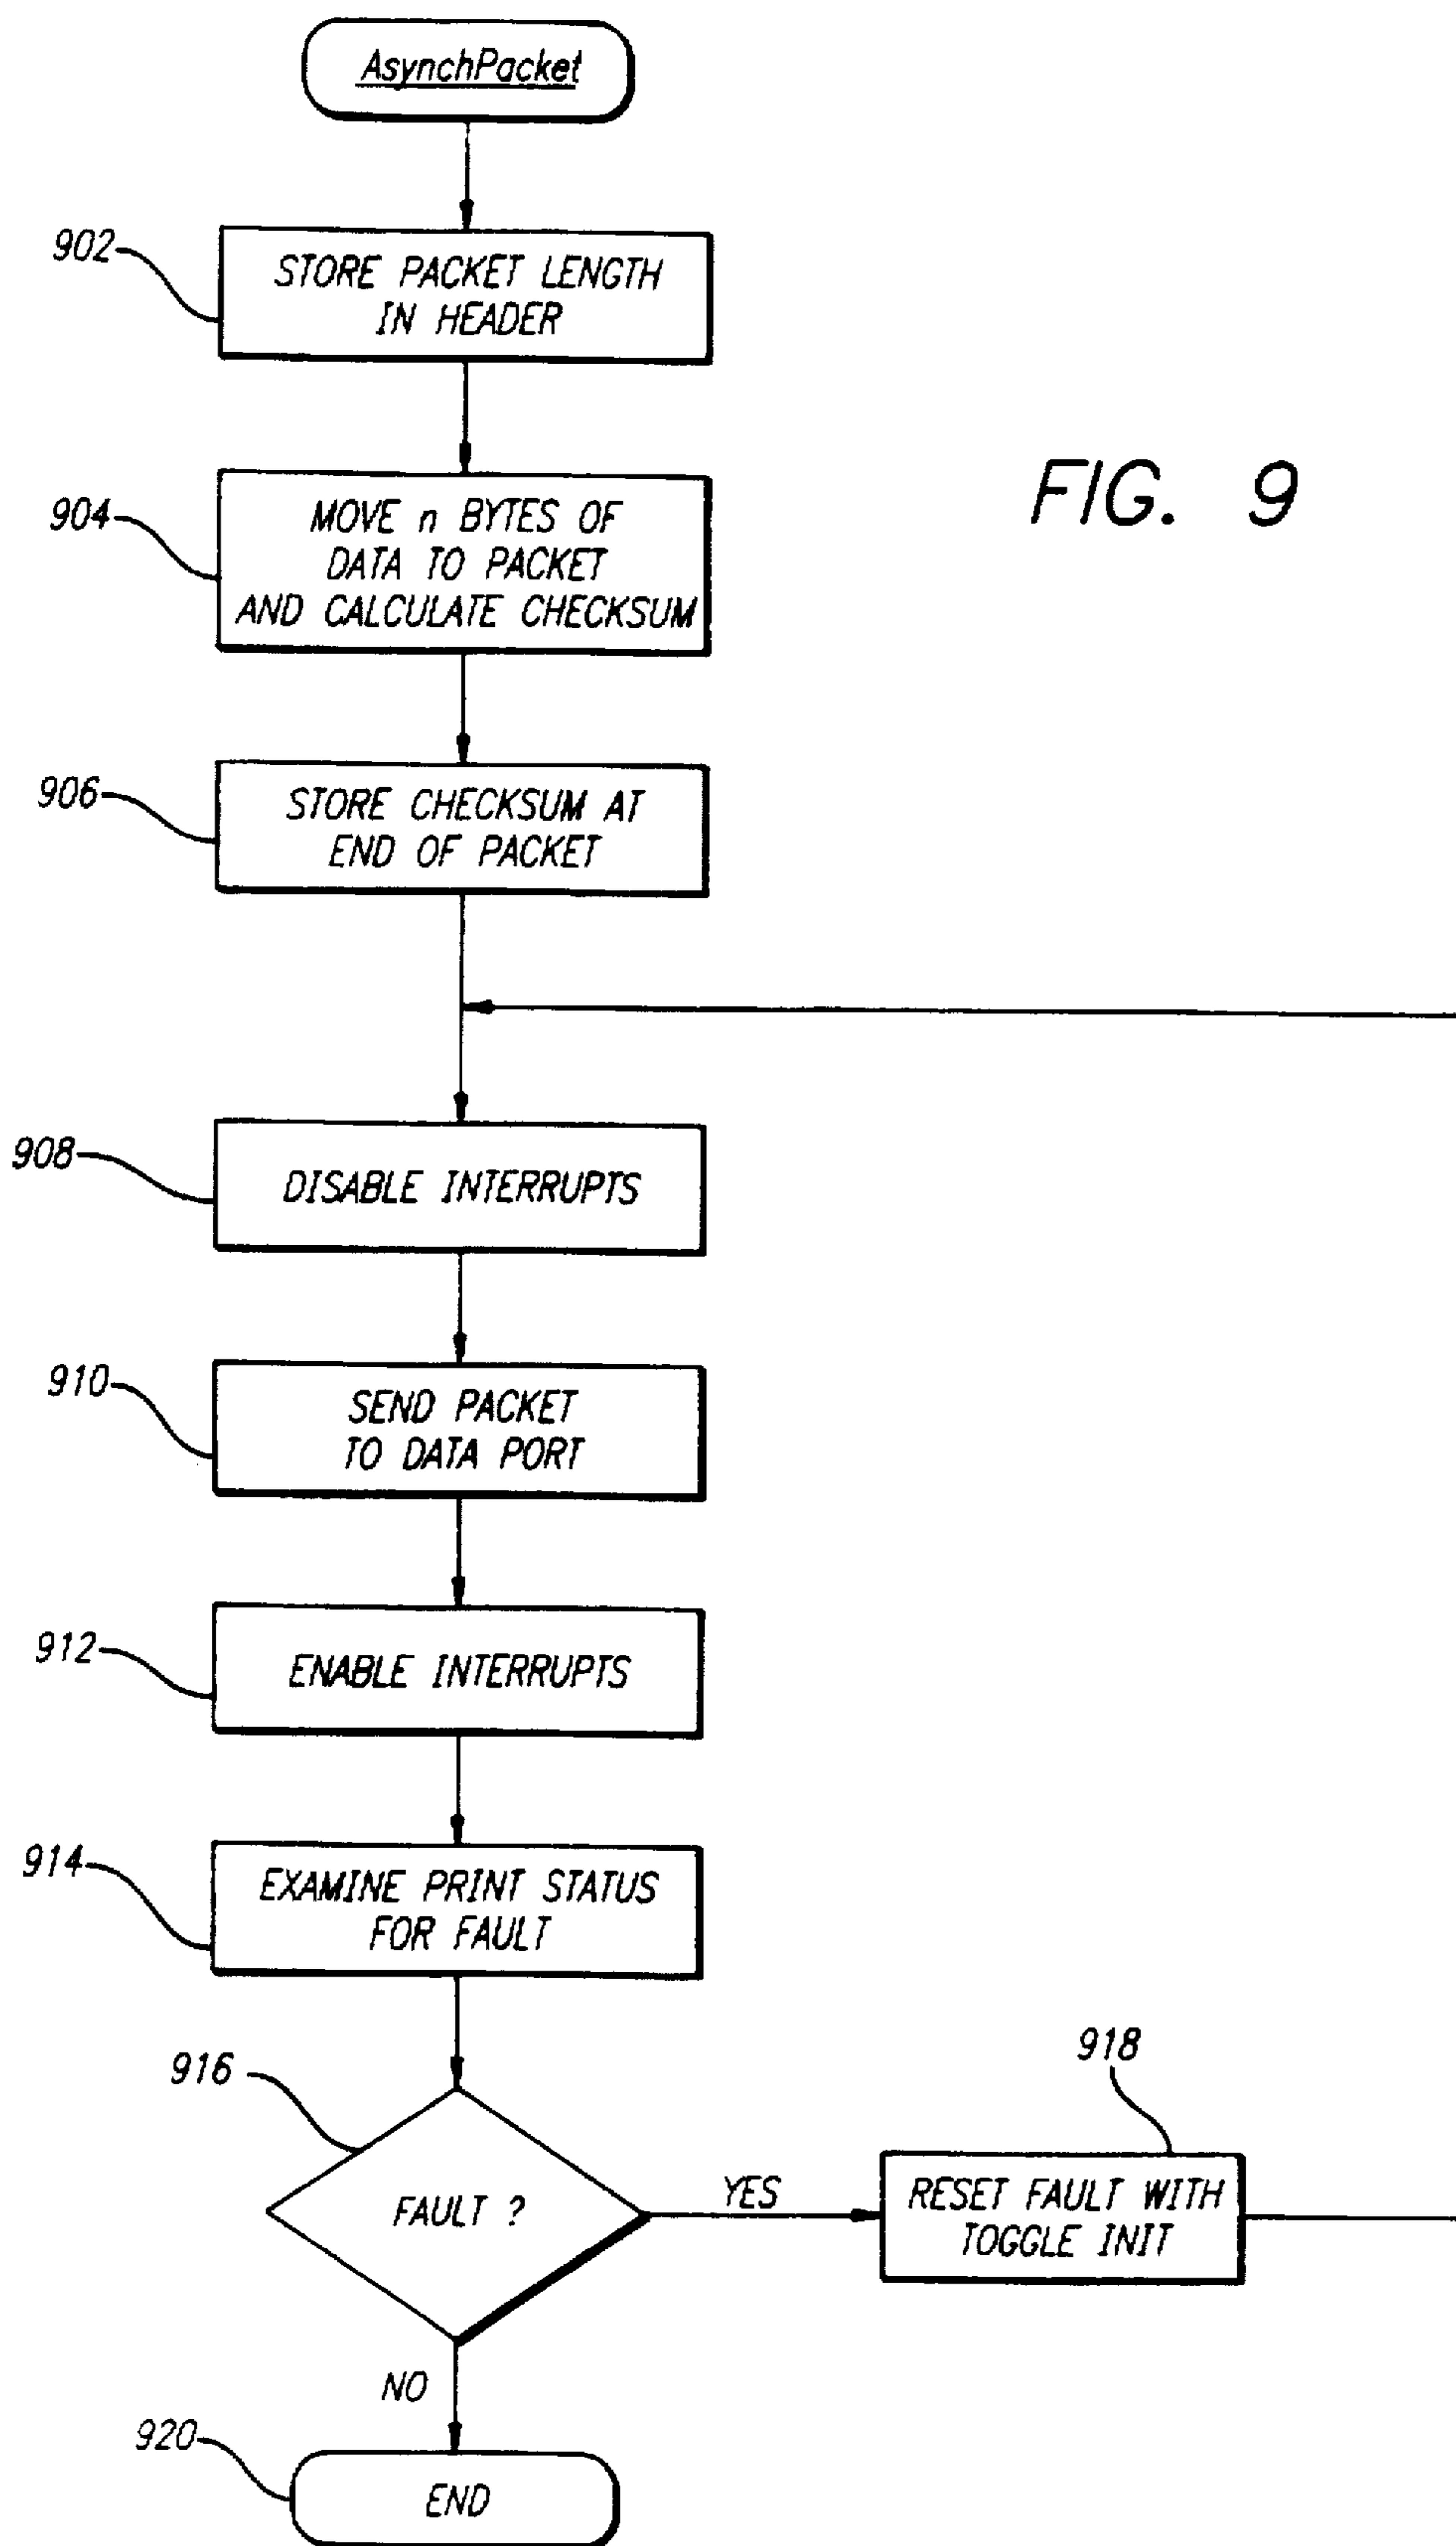 AsynchPacket
902
STORE PACKET LENGTH
IN HEADER
FIG. 9
904
MOVE n BYTES OF
DATA TO PACKET
AND CALCULATE CHECKSUM
906
STORE CHECKSUM AT
END OF PACKET
908
DISABLE INTERRUPTS
910
SEND PACKET
TO DATA PORT
912
ENABLE INTERRUPTS
914
EXAMINE PRINT STATUS
FOR FAULT
916
FAULT ?
YES
918
RESET FAULT WITH
TOGGLE INIT
NO
920
END